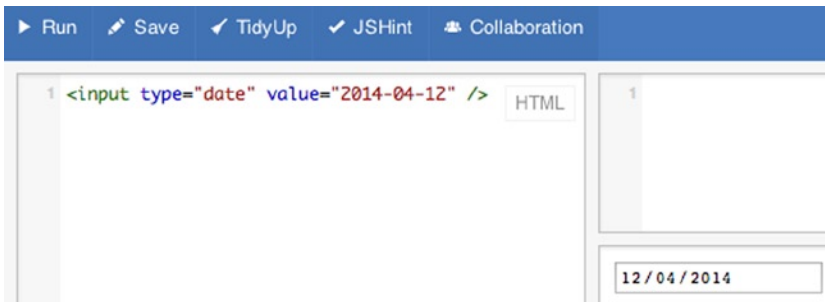 Run Save TidyUp JSHint Collaboration
1 <input type="date" value="2014-04-12" />
HTML
1
12/04/2014